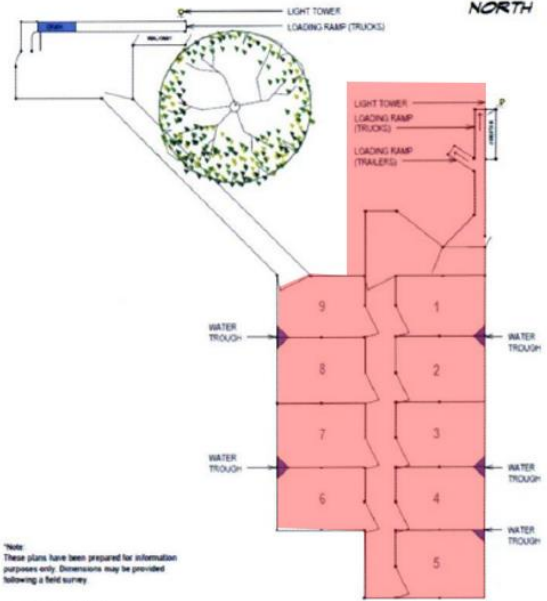 NORTH
LIGHT TOWER
LOADING RAMP (TRUCKS)
LIGHT TOWER
LOADING RAMP
(TRUCKS)
LOADING RAMP
(TRAILERS)
9
1
WATER
TROUGH
WATER
TROUGH
8
2
7
3
WATER
TROUGH
WATER
TROUGH
6
4
WATER
TROUGH
5
*Note:
These plans have been prepared for information
purposes only. Dimensions may be provided
following a field survey.